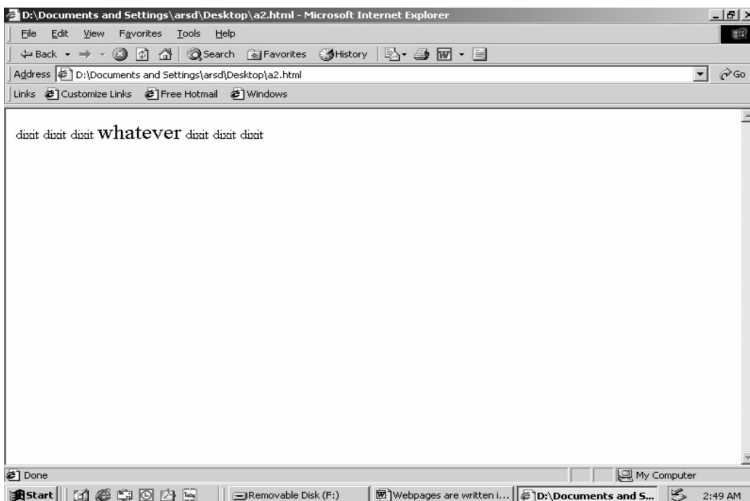 D:\Documents and Settings\arsd\Desktop\a2.html - Microsoft Internet Explorer
File Edit View Favorites Tools Help
Back Search Favorites History
Address D:\Documents and Settings\arsd\Desktop\a2.html Go
Links Customize Links Free Hotmail Windows
dixit dixit dixit whatever dixit dixit dixit
Done My Computer
Start Removable Disk (F:) Webpages are written i... D:\Documents and S... 2:49 AM